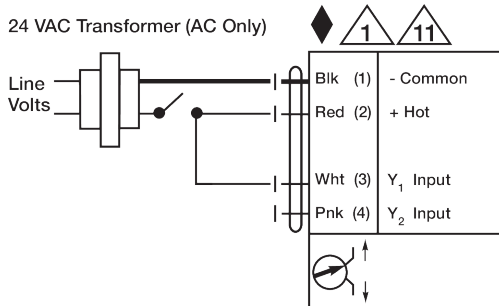 24 VAC Transformer (AC Only)
1
11
Line
Volts
Blk (1) - Common
Red (2) + Hot
Wht (3) Y1 Input
Pnk (4) Y2 Input